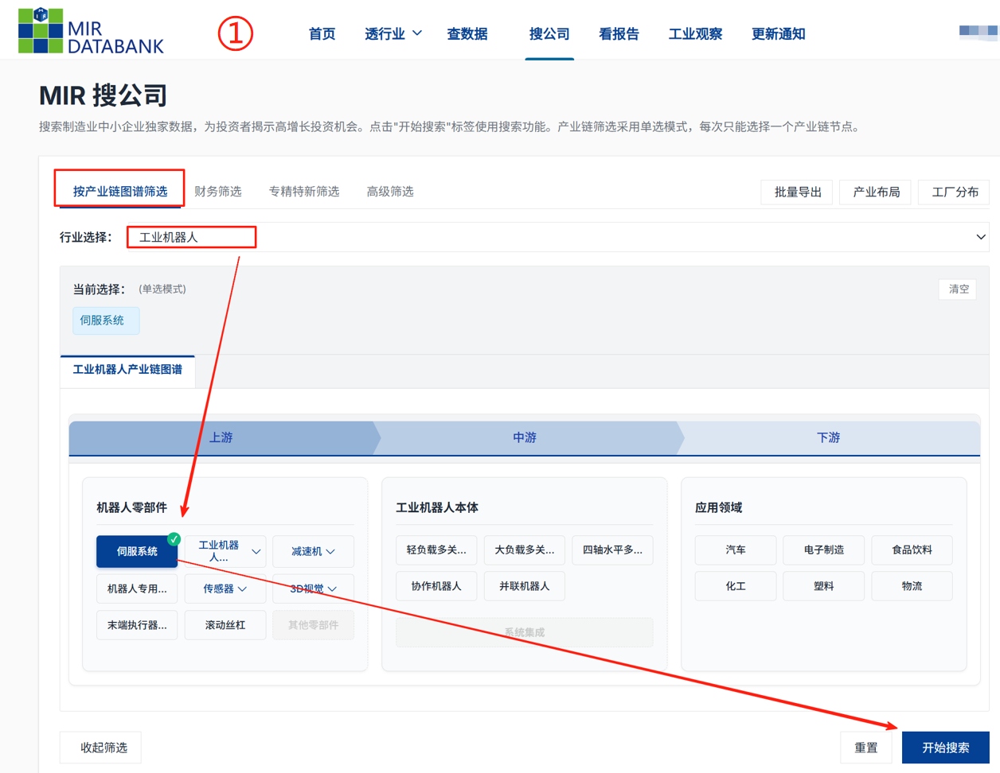 MIR
DATABANK
①
首页 透行业 查数据 搜公司 看报告 工业观察 更新通知
MIR 搜公司
搜索制造业中小企业独家数据，为投资者揭示高增长投资机会。点击"开始搜索"标签使用搜索功能。产业链筛选采用单选模式，每次只能选择一个产业链节点。
按产业链图谱筛选 财务筛选 专精特新筛选 高级筛选 批量导出 产业布局 工厂分布
行业选择： 工业机器人
当前选择： (单选模式) 清空
伺服系统
工业机器人产业链图谱
上游 中游 下游
机器人零部件 工业机器人本体 应用领域
伺服系统 工业机器人... 减速机 轻负载多关... 大负载多关... 四轴水平多... 汽车 电子制造 食品饮料
机器人专用... 传感器 3D视觉 协作机器人 并联机器人 化工 塑料 物流
末端执行器... 滚动丝杠 其他零部件 系统集成
收起筛选 重置 开始搜索